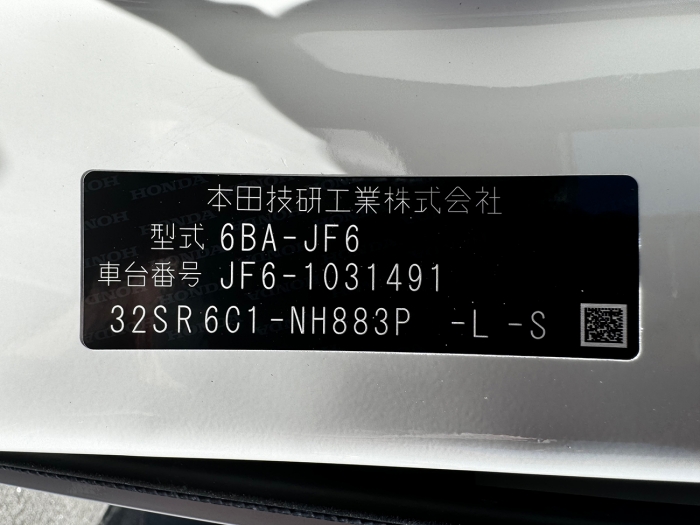 本田技研工業株式会社
型式 6BA-JF6
車台番号 JF6-1031491
32SR6C1-NH883P -L -S